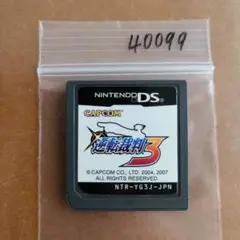 40099
NINTENDO DS
CAPCOM
逆転裁判3
© CAPCOM CO., LTD. 2004, 2007
ALL RIGHTS RESERVED.
NTR-YG3J-JPN